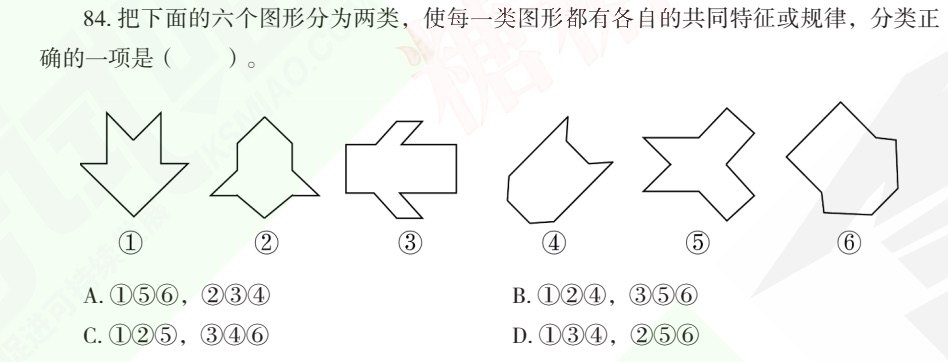 84. 把下面的六个图形分为两类，使每一类图形都有各自的共同特征或规律，分类正
确的一项是（　　）。
① ② ③ ④ ⑤ ⑥
A. ①⑤⑥，②③④ B. ①②④，③⑤⑥
C. ①②⑤，③④⑥ D. ①③④，②⑤⑥